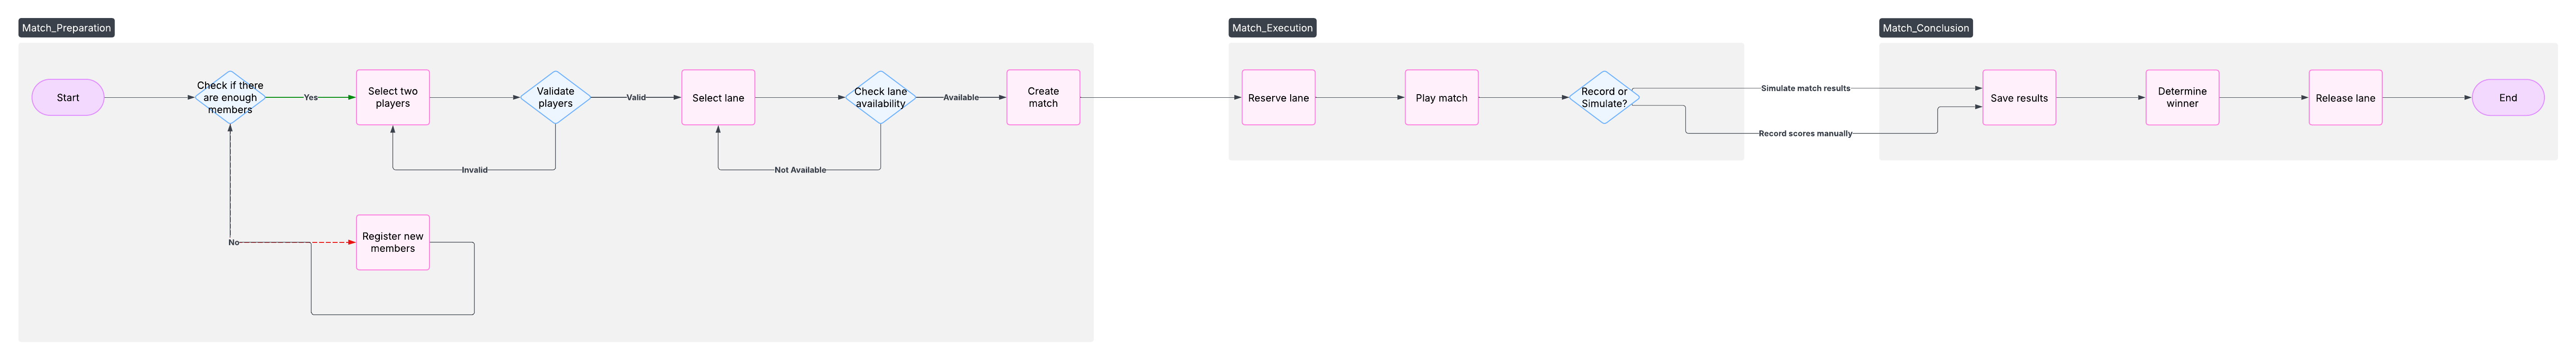 Match_Preparation
Match_Execution
Match_Conclusion
Start
Check if there
are enough
members
Yes
Select two
players
Validate
players
Valid
Select lane
Check lane
availability
Available
Create
match
Reserve lane
Play match
Record or
Simulate?
Simulate match results
Record scores manually
Save results
Determine
winner
Release lane
End
Invalid
Not Available
No
Register new
members